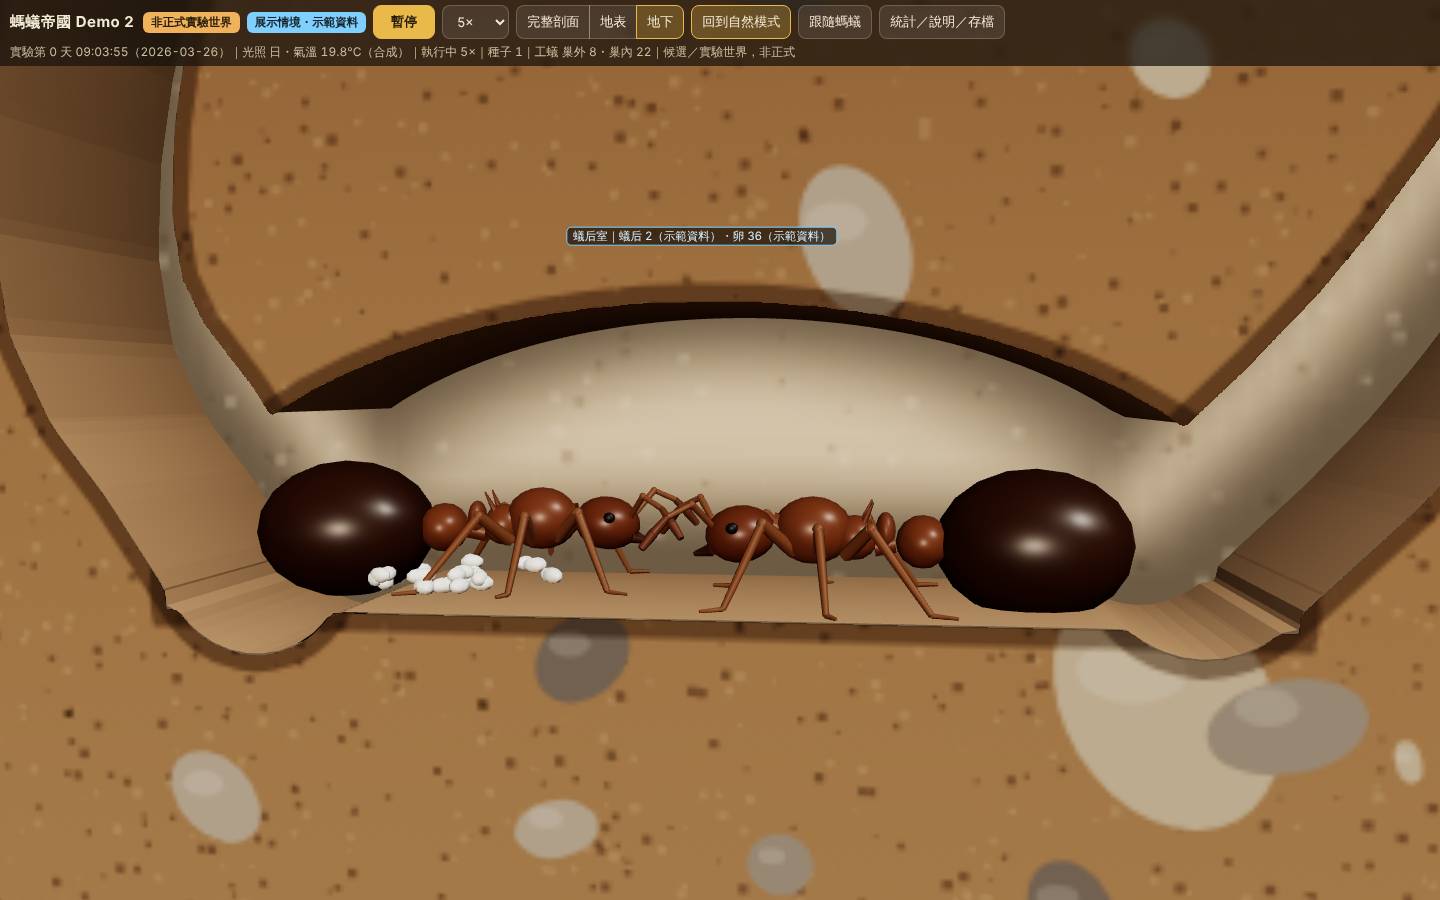 螞蟻帝國 Demo 2 非正式實驗世界 展示情境・示範資料 暫停 5× 完整剖面 地表 地下 回到自然模式 跟隨螞蟻 統計／說明／存檔
實驗第 0 天 09:03:55（2026-03-26）｜光照 日・氣溫 19.8°C（合成）｜執行中 5×｜種子 1｜工蟻 巢外 8・巢內 22｜候選／實驗世界，非正式
蟻后室｜蟻后 2（示範資料）・卵 36（示範資料）